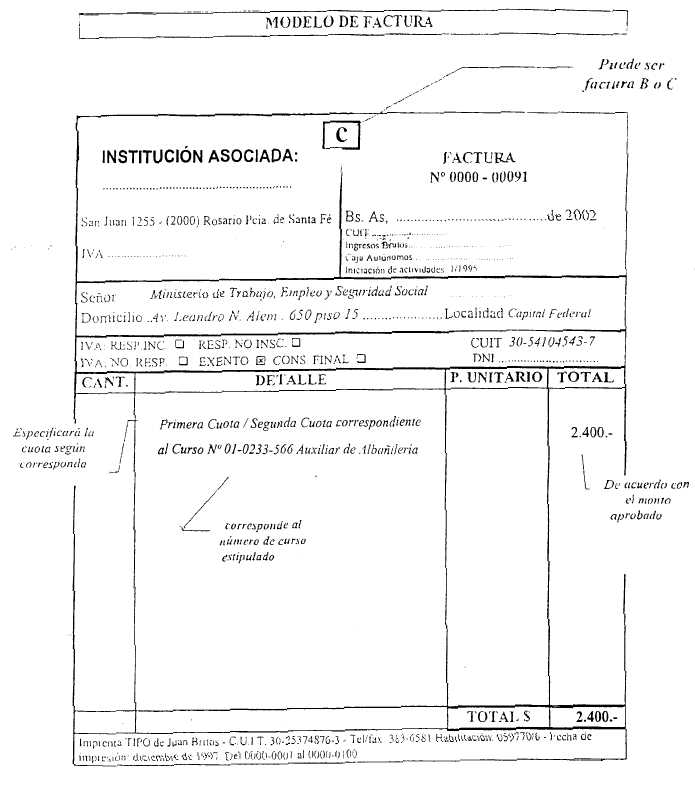 MODELO DE FACTURA
Puede ser
factura B o C
C
INSTITUCIÓN ASOCIADA:
FACTURA
Nº 0000 - 00091
San Juan 1255 - (2000) Rosario Pcia. de Santa Fé
Bs. As, ........................................ de 2002
CUIT
IVA
Ingresos Brutos
Caja Autónomos
Iniciación de actividades: 1/1995
Señor Ministerio de Trabajo, Empleo y Seguridad Social
Domicilio ..Av. Leandro N. Alem . 650 piso 15 ..................... Localidad Capital Federal
IVA: RESP.INC. ☐ RESP. NO INSC. ☐ CUIT 30-54104543-7
IVA. NO RESP. ☐ EXENTO ☒ CONS FINAL ☐ DNI
CANT. DETALLE P. UNITARIO TOTAL
Especificará la
cuota según
corresponda
Primera Cuota / Segunda Cuota correspondiente
al Curso Nº 01-0233-566 Auxiliar de Albañilería
2.400.-
De acuerdo con
el monto
aprobado
corresponde al
número de curso
estipulado
TOTAL $ 2.400.-
Imprenta TIPO de Juan Britos - C.U.I.T. 30-25374876-3 - Tel/fax. 383-6581 Habilitación: 059770/6 - Fecha de
impresión: diciembre de 1997. Del 0000-0001 al 0000-0100